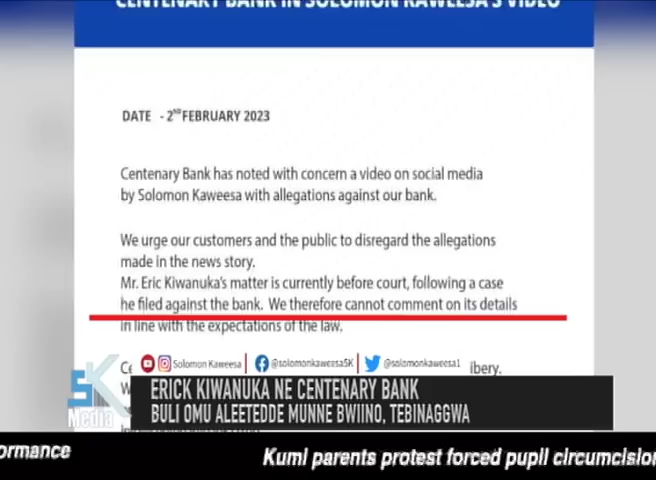 CENTENARY BANK IN SOLOMON KAWEESA'S VIDEO
DATE - 2ND FEBRUARY 2023
Centenary Bank has noted with concern a video on social media
by Solomon Kaweesa with allegations against our bank.
We urge our customers and the public to disregard the allegations
made in the news story.
Mr. Eric Kiwanuka's matter is currently before court, following a case
he filed against the bank. We therefore cannot comment on its details
in line with the expectations of the law.
Solomon Kaweesa @solomonkaweesaSK @solomonkaweesa1
ibery.
SK Media
ERICK KIWANUKA NE CENTENARY BANK
BULI OMU ALEETEDDE MUNNE BWIINO, TEBINAGGWA
ormance
Kumi parents protest forced pupil circumcision